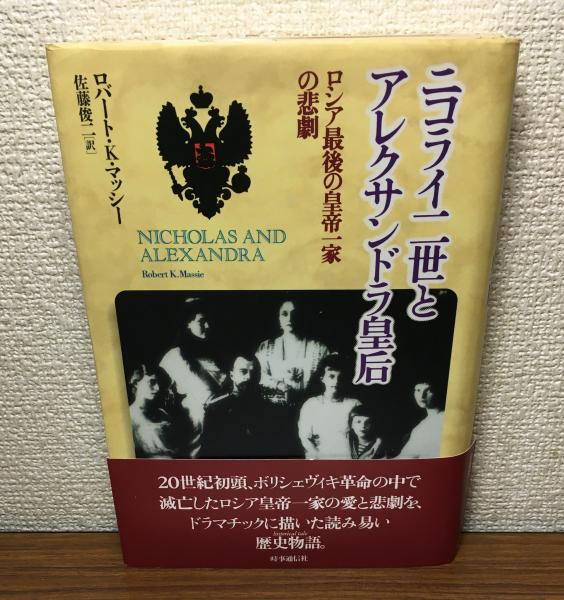 ニコライ二世と
アレクサンドラ皇后
ロシア最後の皇帝一家
の悲劇
ロバート・K・マッシー
佐藤俊二[訳]
NICHOLAS AND
ALEXANDRA
Robert K. Massie
20世紀初頭、ボリシェヴィキ革命の中で
滅亡したロシア皇帝一家の愛と悲劇を、
ドラマチックに描いた読み易い
historical tale
歴史物語。
時事通信社